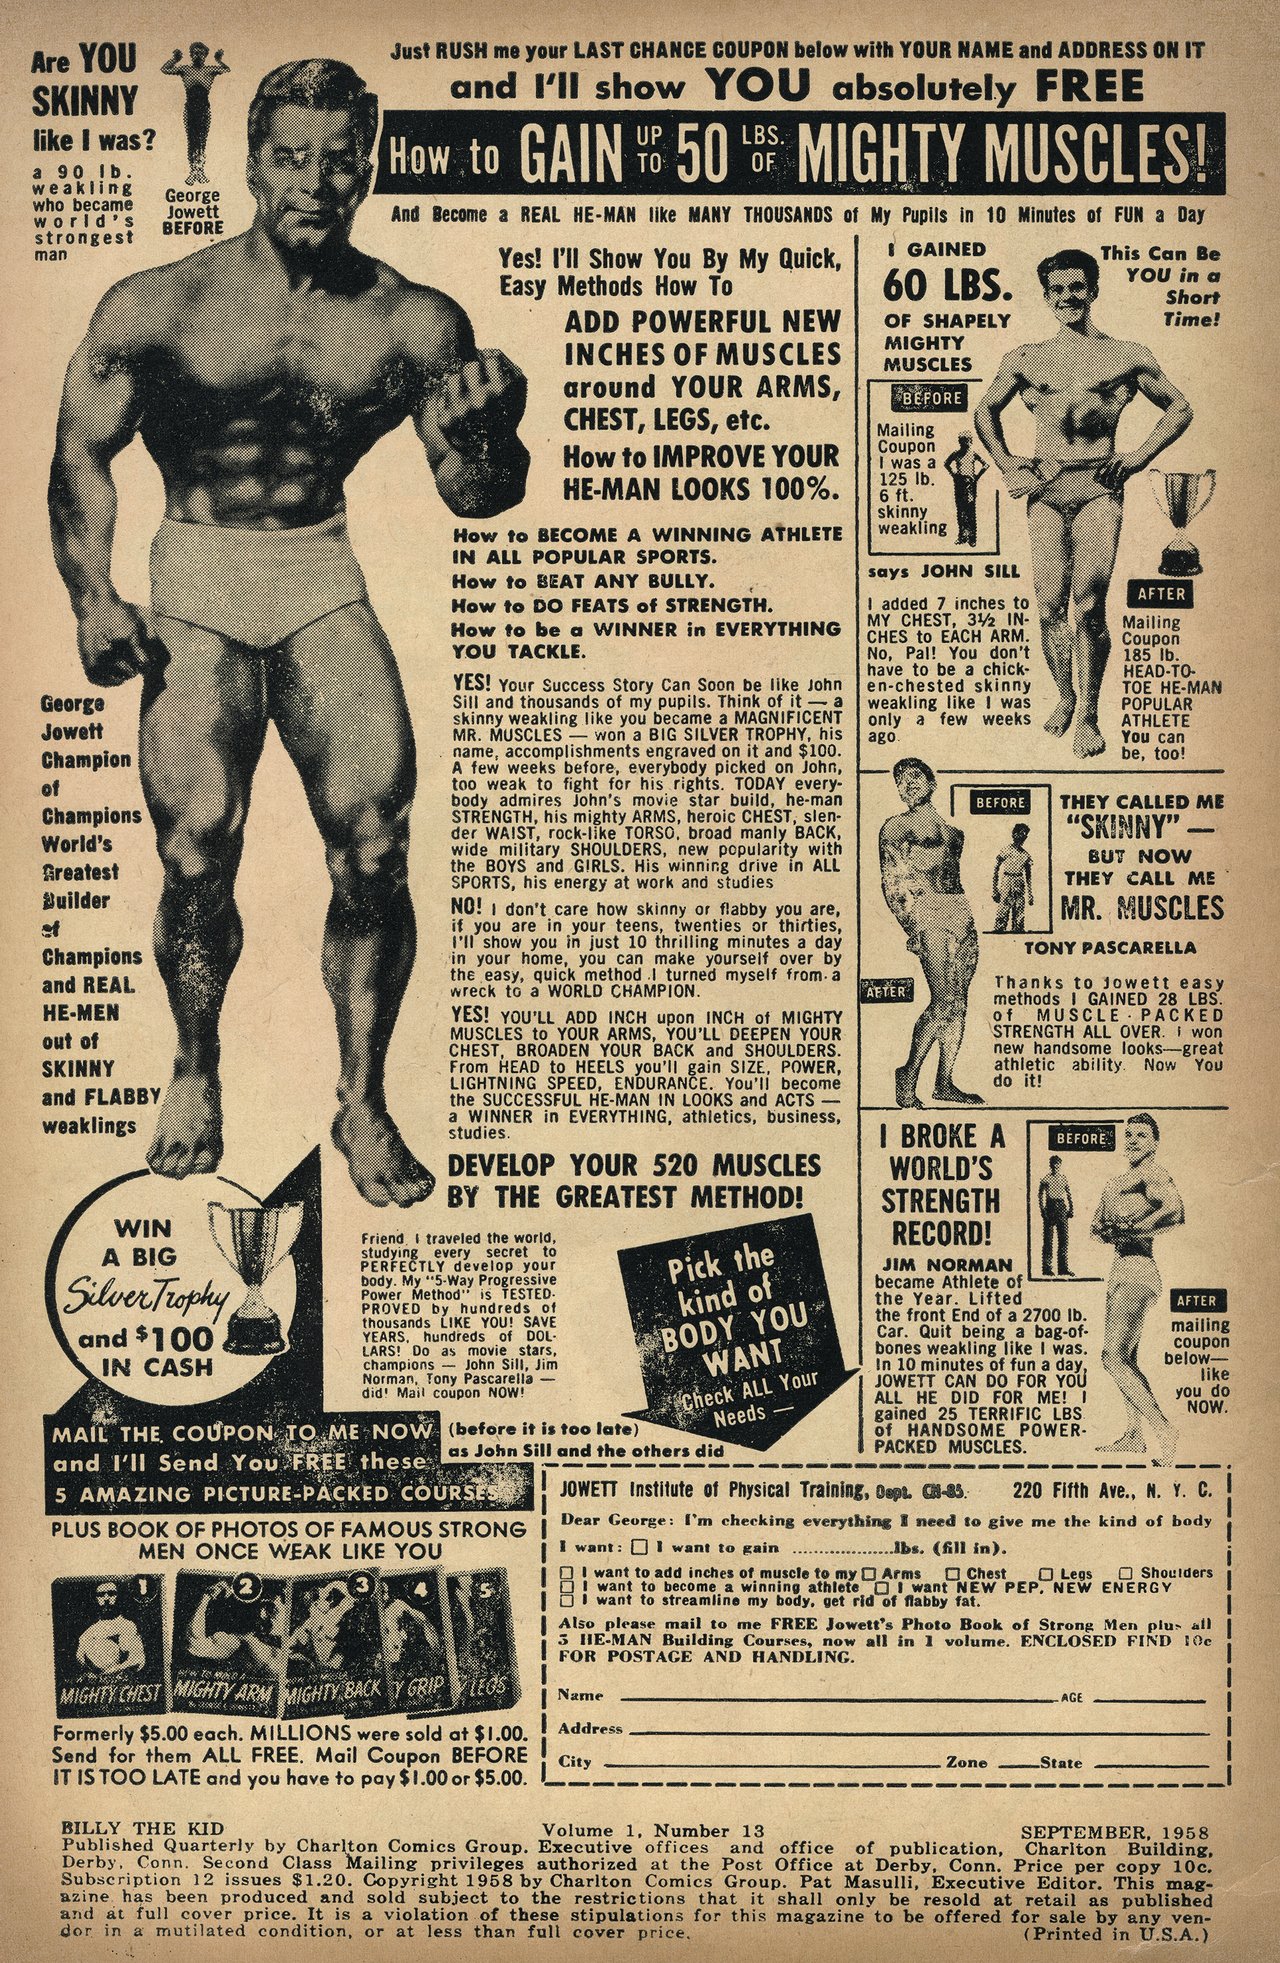 Are YOU
SKINNY
like I was?
a 90 lb.
weakling
who became
world's
strongest
man
George
Jowett
BEFORE
Just RUSH me your LAST CHANCE COUPON below with YOUR NAME and ADDRESS ON IT
and I'll show YOU absolutely FREE
How to GAIN UP TO 50 LBS. OF MIGHTY MUSCLES!
And Become a REAL HE-MAN like MANY THOUSANDS of My Pupils in 10 Minutes of FUN a Day
Yes! I'll Show You By My Quick,
Easy Methods How To
ADD POWERFUL NEW
INCHES OF MUSCLES
around YOUR ARMS,
CHEST, LEGS, etc.
How to IMPROVE YOUR
HE-MAN LOOKS 100%.
How to BECOME A WINNING ATHLETE
IN ALL POPULAR SPORTS.
How to BEAT ANY BULLY.
How to DO FEATS of STRENGTH.
How to be a WINNER in EVERYTHING
YOU TACKLE.
YES! Your Success Story Can Soon be like John
Sill and thousands of my pupils. Think of it — a
skinny weakling like you became a MAGNIFICENT
MR. MUSCLES — won a BIG SILVER TROPHY, his
name, accomplishments engraved on it and $100.
A few weeks before, everybody picked on John,
too weak to fight for his rights. TODAY every-
body admires John's movie star build, he-man
STRENGTH, his mighty ARMS, heroic CHEST, slen-
der WAIST, rock-like TORSO, broad manly BACK,
wide military SHOULDERS, new popularity with
the BOYS and GIRLS. His winning drive in ALL
SPORTS, his energy at work and studies
NO! I don't care how skinny or flabby you are,
if you are in your teens, twenties or thirties,
I'll show you in just 10 thrilling minutes a day
in your home, you can make yourself over by
the easy, quick method I turned myself from a
wreck to a WORLD CHAMPION.
YES! YOU'LL ADD INCH upon INCH of MIGHTY
MUSCLES to YOUR ARMS, YOU'LL DEEPEN YOUR
CHEST, BROADEN YOUR BACK and SHOULDERS.
From HEAD to HEELS you'll gain SIZE, POWER,
LIGHTNING SPEED, ENDURANCE. You'll become
the SUCCESSFUL HE-MAN IN LOOKS and ACTS —
a WINNER in EVERYTHING, athletics, business,
studies.
DEVELOP YOUR 520 MUSCLES
BY THE GREATEST METHOD!
George
Jowett
Champion
of
Champions
World's
Greatest
Builder
of
Champions
and REAL
HE-MEN
out of
SKINNY
and FLABBY
weaklings
WIN
A BIG
Silver Trophy
and $100
IN CASH
Friend, I traveled the world,
studying every secret to
PERFECTLY develop your
body. My "5-Way Progressive
Power Method" is TESTED-
PROVED by hundreds of
thousands LIKE YOU! SAVE
YEARS, hundreds of DOL-
LARS! Do as movie stars,
champions — John Sill, Jim
Norman, Tony Pascarella —
did! Mail coupon NOW!
Pick the
kind of
BODY YOU
WANT
Check ALL Your
Needs —
I GAINED
60 LBS.
OF SHAPELY
MIGHTY
MUSCLES
This Can Be
YOU in a
Short
Time!
BEFORE
Mailing
Coupon
I was a
125 lb.
6 ft.
skinny
weakling
says JOHN SILL
I added 7 inches to
MY CHEST, 3½ IN-
CHES to EACH ARM.
No, Pal! You don't
have to be a chick-
en-chested skinny
weakling like I was
only a few weeks
ago.
AFTER
Mailing
Coupon
185 lb.
HEAD-TO-
TOE HE-MAN
POPULAR
ATHLETE
You can
be, too!
BEFORE
THEY CALLED ME
"SKINNY" —
BUT NOW
THEY CALL ME
MR. MUSCLES
TONY PASCARELLA
AFTER
Thanks to Jowett easy
methods I GAINED 28 LBS.
of MUSCLE-PACKED
STRENGTH ALL OVER. I won
new handsome looks—great
athletic ability. Now You
do it!
I BROKE A
WORLD'S
STRENGTH
RECORD!
BEFORE
JIM NORMAN
became Athlete of
the Year. Lifted
the front End of a 2700 lb.
Car. Quit being a bag-of-
bones weakling like I was.
In 10 minutes of fun a day,
JOWETT CAN DO FOR YOU
ALL HE DID FOR ME! I
gained 25 TERRIFIC LBS.
of HANDSOME POWER-
PACKED MUSCLES.
AFTER
mailing
coupon
below—
like
you do
NOW.
MAIL THE COUPON TO ME NOW
and I'll Send You FREE these
5 AMAZING PICTURE-PACKED COURSES
(before it is too late)
as John Sill and the others did
PLUS BOOK OF PHOTOS OF FAMOUS STRONG
MEN ONCE WEAK LIKE YOU
1
MIGHTY CHEST
2
HOW TO MOLD A
MIGHTY ARM
3
MIGHTY BACK
4
Y GRIP
5
Y LEGS
Formerly $5.00 each. MILLIONS were sold at $1.00.
Send for them ALL FREE. Mail Coupon BEFORE
IT IS TOO LATE and you have to pay $1.00 or $5.00.
JOWETT Institute of Physical Training, Dept. CH-85. 220 Fifth Ave., N. Y. C.
Dear George: I'm checking everything I need to give me the kind of body
I want: ☐ I want to gain ..................lbs. (fill in).
☐ I want to add inches of muscle to my ☐ Arms ☐ Chest ☐ Legs ☐ Shoulders
☐ I want to become a winning athlete ☐ I want NEW PEP, NEW ENERGY
☐ I want to streamline my body, get rid of flabby fat.
Also please mail to me FREE Jowett's Photo Book of Strong Men plus all
5 HE-MAN Building Courses, now all in 1 volume. ENCLOSED FIND 10c
FOR POSTAGE AND HANDLING.
Name AGE
Address
City Zone State
BILLY THE KID Volume 1, Number 13 SEPTEMBER, 1958
Published Quarterly by Charlton Comics Group. Executive offices and office of publication, Charlton Building,
Derby, Conn. Second Class Mailing privileges authorized at the Post Office at Derby, Conn. Price per copy 10c.
Subscription 12 issues $1.20. Copyright 1958 by Charlton Comics Group. Pat Masulli, Executive Editor. This mag-
azine has been produced and sold subject to the restrictions that it shall only be resold at retail as published
and at full cover price. It is a violation of these stipulations for this magazine to be offered for sale by any ven-
dor in a mutilated condition, or at less than full cover price. (Printed in U.S.A.)